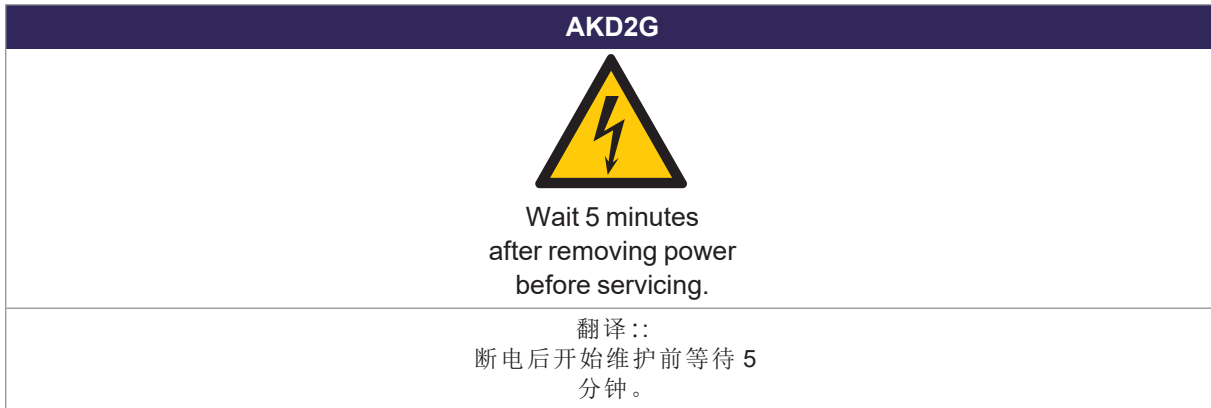 AKD2G
Wait 5 minutes
after removing power
before servicing.
翻译::
断电后开始维护前等待 5
分钟。